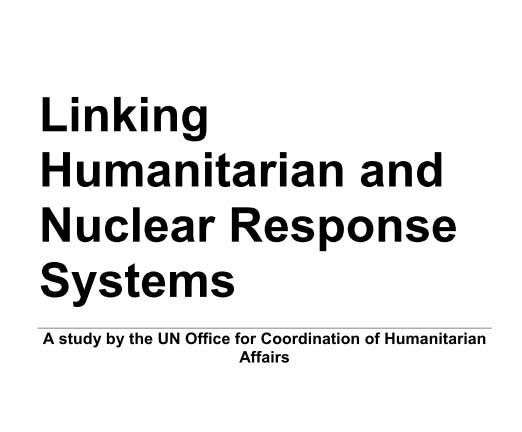 Linking
Humanitarian and
Nuclear Response
Systems
A study by the UN Office for Coordination of Humanitarian
Affairs